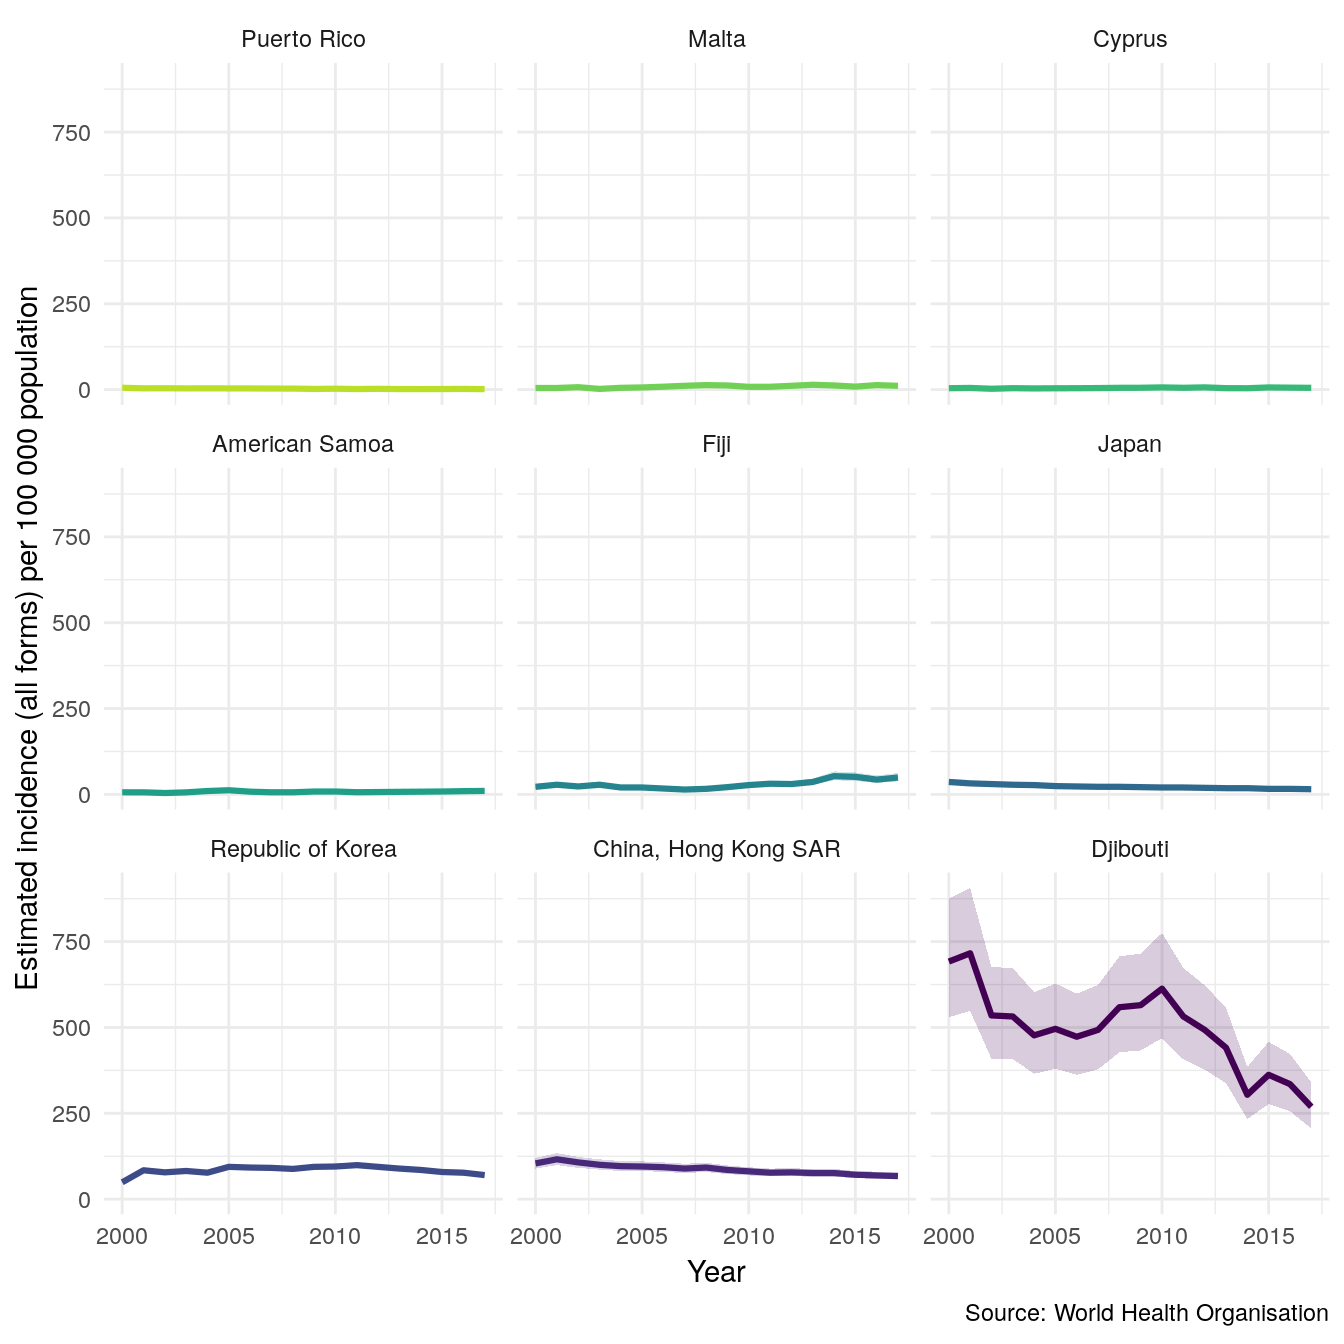 Puerto Rico
Malta
Cyprus
750
500
250
0
American Samoa
Fiji
Japan
750
500
250
0
Republic of Korea
China, Hong Kong SAR
Djibouti
750
500
250
0
2000 2005 2010 2015
2000 2005 2010 2015
2000 2005 2010 2015
Estimated incidence (all forms) per 100 000 population
Year
Source: World Health Organisation